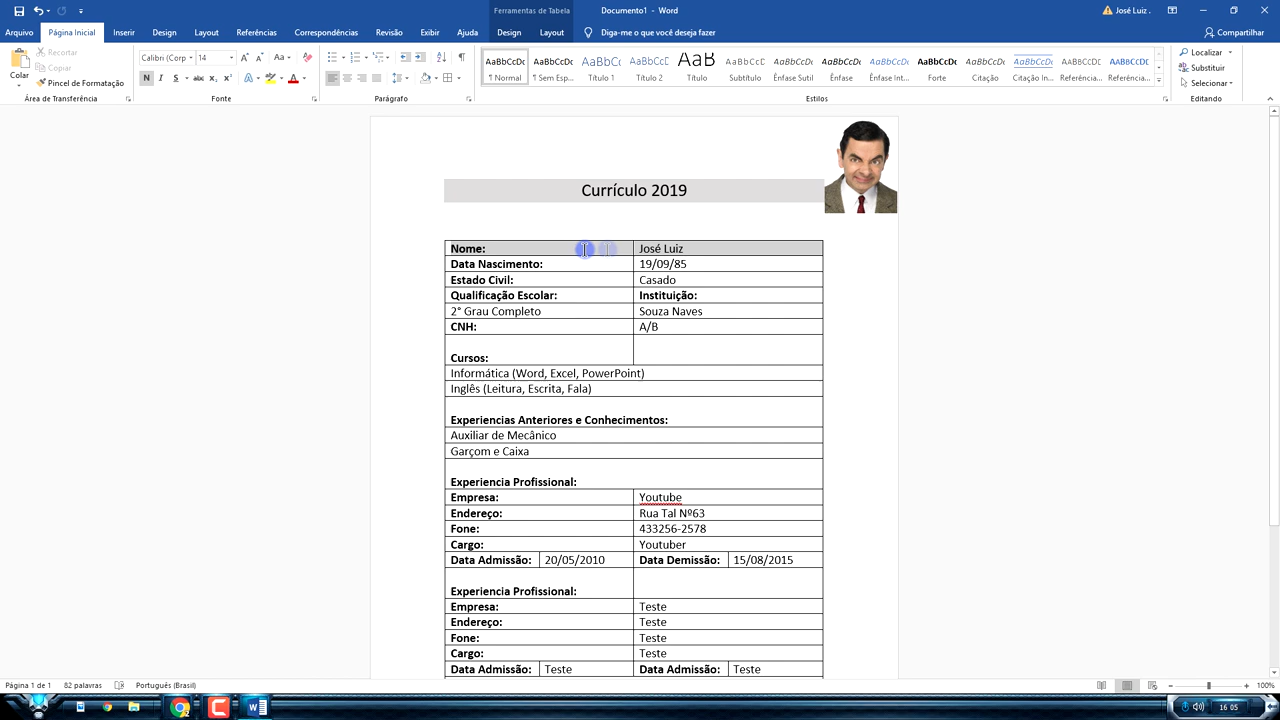 Ferramentas de Tabela
Documento1 - Word
José Luiz .
Arquivo Página Inicial Inserir Design Layout Referências Correspondências Revisão Exibir Ajuda Design Layout Diga-me o que você deseja fazer Compartilhar
Colar
Recortar
Copiar
Pincel de Formatação
Área de Transferência
Calibri (Corp 14
Fonte
Parágrafo
AaBbCcDc AaBbCcDc AaBbCc AaBbCcC AaB AaBbCcD AaBbCcDc AaBbCcDc AaBbCcDc AaBbCcDc AaBbCcDc AaBbCcDc AaBbCcDc AaBbCcDc
¶ Normal ¶ Sem Esp... Título 1 Título 2 Título Subtítulo Ênfase Sutil Ênfase Ênfase Int... Forte Citação Citação In... Referência... Referência...
Estilos
Localizar
Substituir
Selecionar
Editando
Currículo 2019
Nome: José Luiz
Data Nascimento: 19/09/85
Estado Civil: Casado
Qualificação Escolar: Instituição:
2° Grau Completo Souza Naves
CNH: A/B
Cursos:
Informática (Word, Excel, PowerPoint)
Inglês (Leitura, Escrita, Fala)
Experiencias Anteriores e Conhecimentos:
Auxiliar de Mecânico
Garçom e Caixa
Experiencia Profissional:
Empresa: Youtube
Endereço: Rua Tal Nº63
Fone: 433256-2578
Cargo: Youtuber
Data Admissão: 20/05/2010 Data Demissão: 15/08/2015
Experiencia Profissional:
Empresa: Teste
Endereço: Teste
Fone: Teste
Cargo: Teste
Data Admissão: Teste Data Admissão: Teste
Página 1 de 1 82 palavras Português (Brasil) 100%
16:05